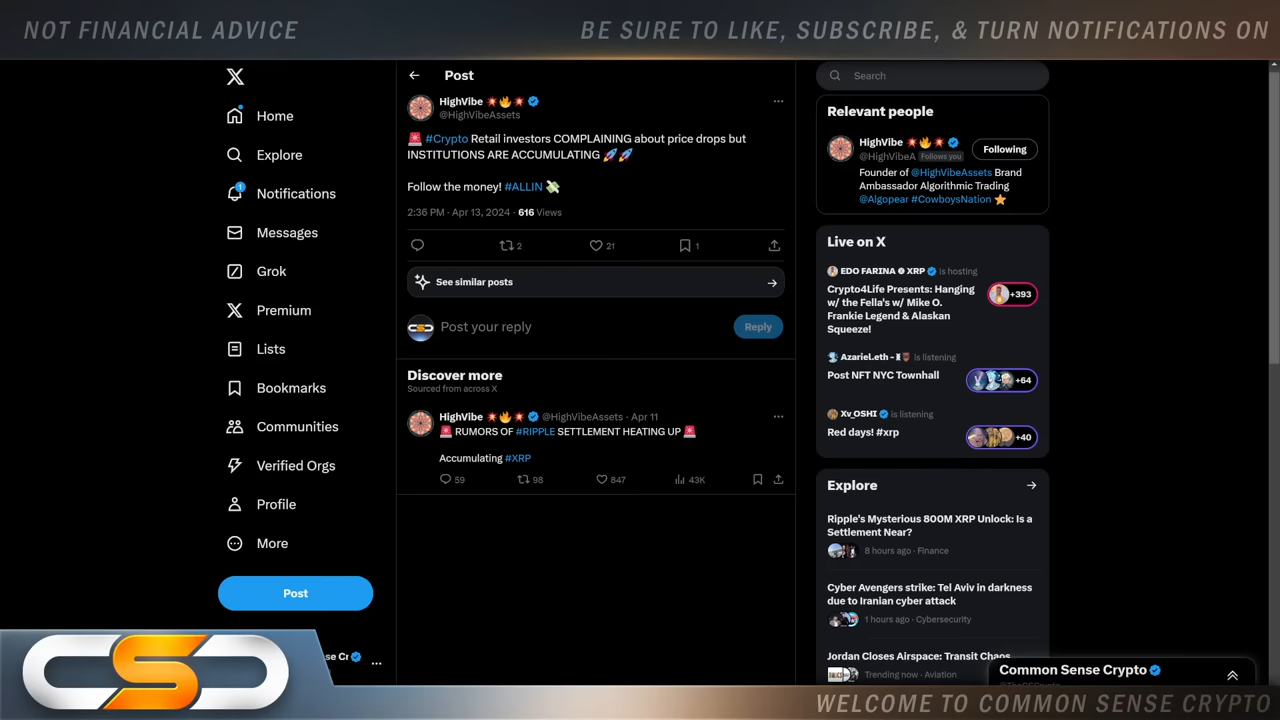 NOT FINANCIAL ADVICE
BE SURE TO LIKE, SUBSCRIBE, & TURN NOTIFICATIONS ON
Home
Explore
Notifications
1
Messages
Grok
Premium
Lists
Bookmarks
Communities
Verified Orgs
Profile
More
Post
se Cr
Post
HighVibe
@HighVibeAssets
#Crypto Retail investors COMPLAINING about price drops but
INSTITUTIONS ARE ACCUMULATING
Follow the money! #ALLIN
2:36 PM · Apr 13, 2024 · 616 Views
2
21
1
See similar posts
Post your reply
Reply
Discover more
Sourced from across X
HighVibe @HighVibeAssets · Apr 11
RUMORS OF #RIPPLE SETTLEMENT HEATING UP
Accumulating #XRP
59
98
847
43K
Search
Relevant people
HighVibe
@HighVibeA Follows you
Following
Founder of @HighVibeAssets Brand
Ambassador Algorithmic Trading
@Algopear #CowboysNation
Live on X
EDO FARINA XRP is hosting
Crypto4Life Presents: Hanging
w/ the Fella's w/ Mike O.
Frankie Legend & Alaskan
Squeeze!
+393
Azariel.eth - is listening
Post NFT NYC Townhall
+64
Xv_OSHI is listening
Red days! #xrp
+40
Explore
Ripple's Mysterious 800M XRP Unlock: Is a
Settlement Near?
8 hours ago · Finance
Cyber Avengers strike: Tel Aviv in darkness
due to Iranian cyber attack
1 hours ago · Cybersecurity
Jordan Closes Airspace: Transit Chaos
Trending now · Aviation
Common Sense Crypto
CSC
WELCOME TO COMMON SENSE CRYPTO